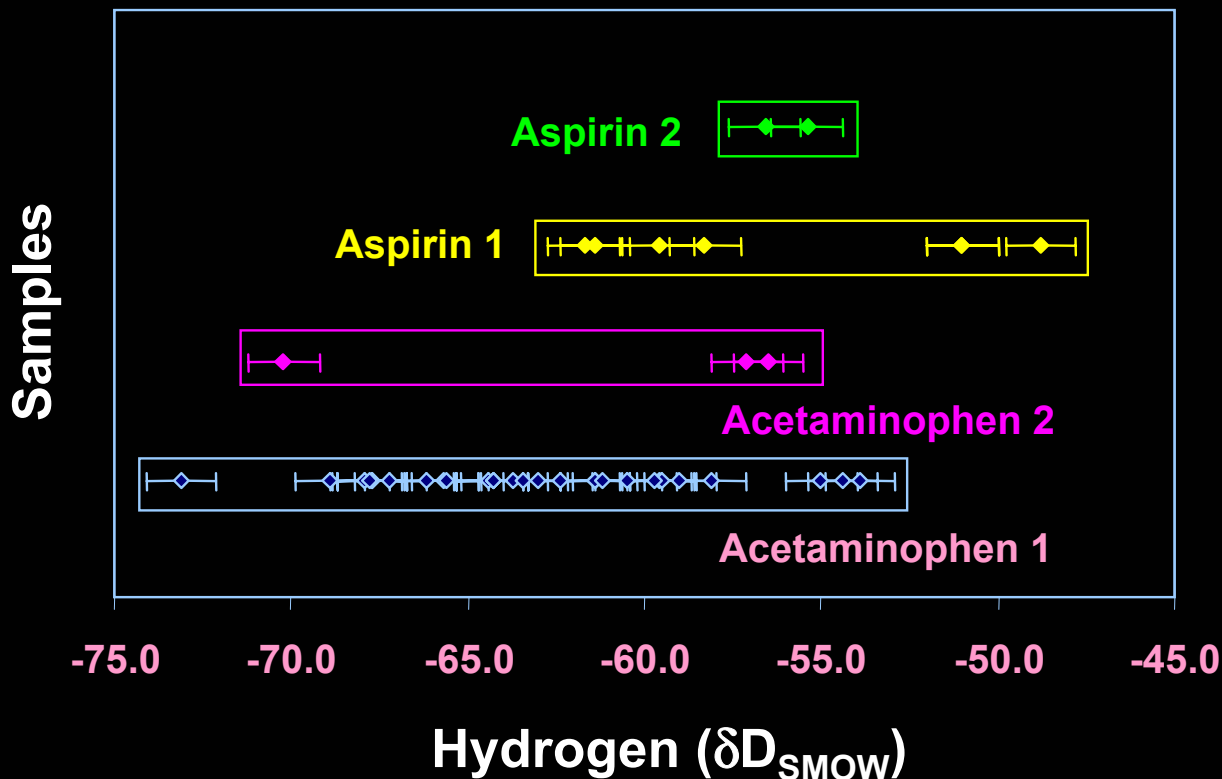 Samples
Aspirin 2
Aspirin 1
Acetaminophen 2
Acetaminophen 1
-75.0 -70.0 -65.0 -60.0 -55.0 -50.0 -45.0
Hydrogen (δD_SMOW)